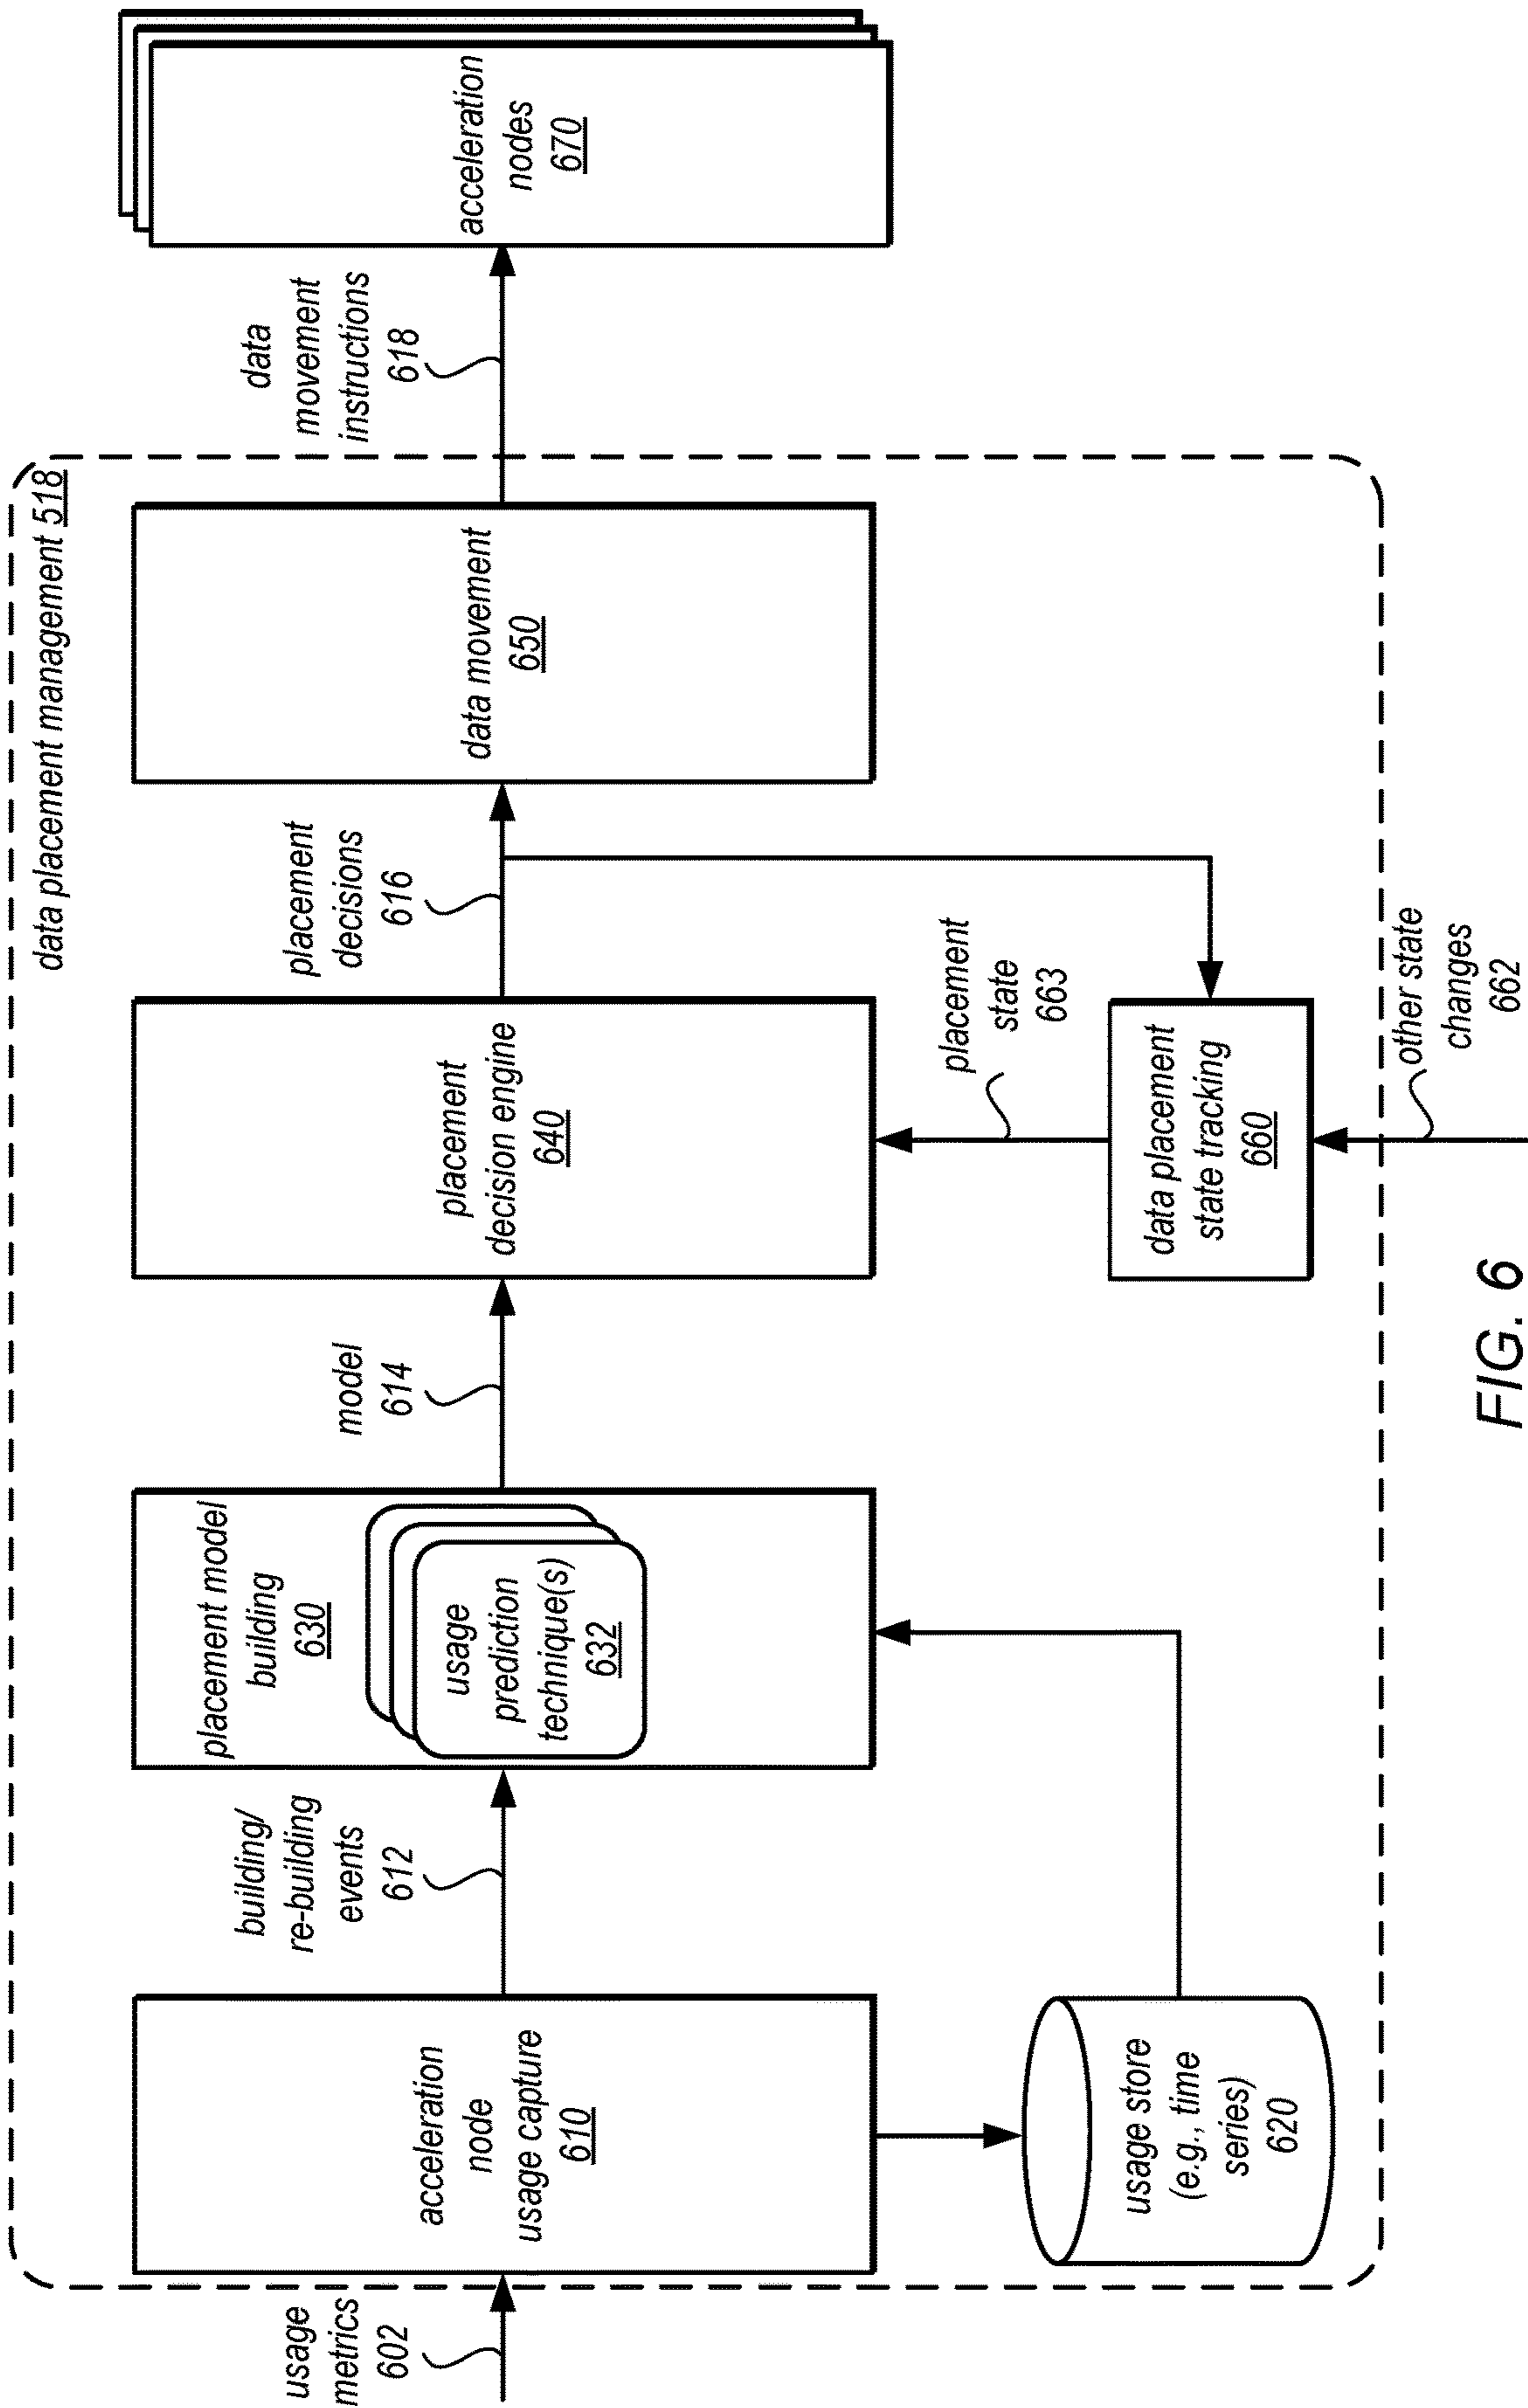 data placement management 518
usage
metrics
602
acceleration
node
usage capture
610
building/
re-building
events
612
placement model
building
630
usage
prediction
technique(s)
632
model
614
placement
decision engine
640
placement
decisions
616
data movement
650
data
movement
instructions
618
acceleration
nodes
670
usage store
(e.g., time
series)
620
data placement
state tracking
660
placement
state
663
other state
changes
662
FIG. 6